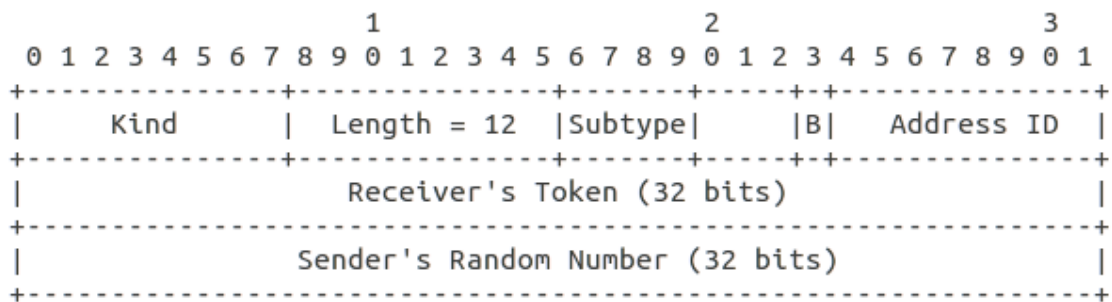 1                   2                   3
 0 1 2 3 4 5 6 7 8 9 0 1 2 3 4 5 6 7 8 9 0 1 2 3 4 5 6 7 8 9 0 1
+---------------+---------------+-------+-----+-+---------------+
|     Kind      |  Length = 12  |Subtype|     |B|   Address ID  |
+---------------+---------------+-------+-----+-+---------------+
|                   Receiver's Token (32 bits)                  |
+---------------------------------------------------------------+
|                Sender's Random Number (32 bits)               |
+---------------------------------------------------------------+